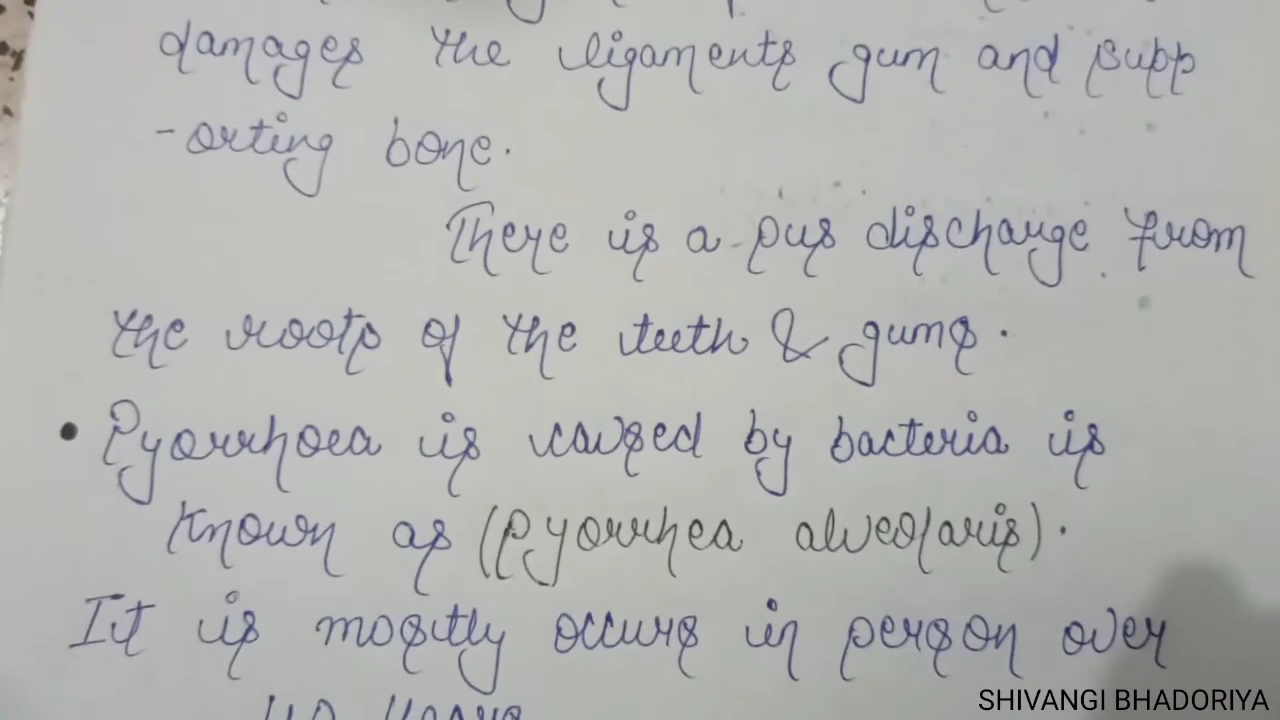 damages the ligaments gum and supp
-orting bone.
There is a pus discharge from
the roots of the teeth & gums.
• Pyorrhoea is caused by bacteria is
known as (Pyorrhea alveolaris).
It is mostly occurs in person over
SHIVANGI BHADORIYA